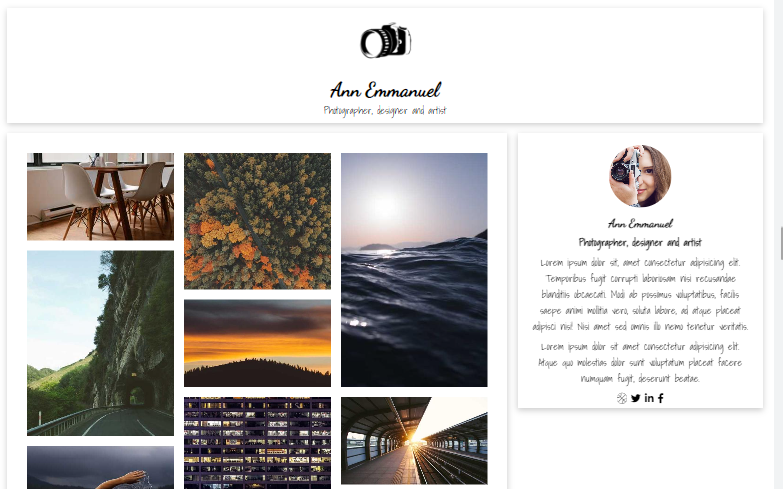 Ann Emmanuel
Photographer, designer and artist
Ann Emmanuel
Photographer, designer and artist
Lorem ipsum dolor sit, amet consectetur adipisicing elit.
Temporibus fugit corrupti laboriosam nisi recusandae
blanditiis obcaecati. Modi ab possimus voluptatibus, facilis
saepe animi mollitia vero, soluta labore, ad atque placeat
adipisci nisi! Nisi amet sed omnis illo nemo tenetur veritatis.
Lorem ipsum dolor sit amet consectetur adipisicing elit.
Atque quo molestias dolor sunt voluptatum placeat facere
numquam fugit, deserunt beatae.